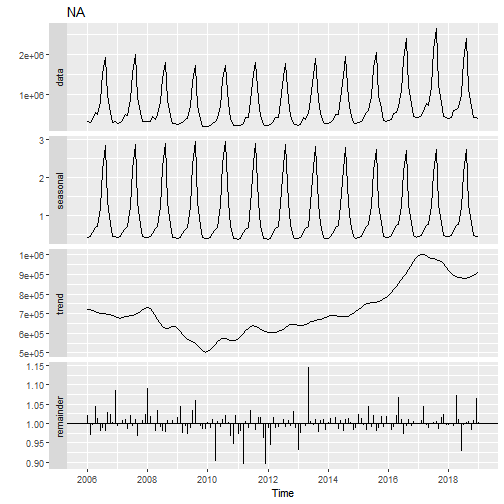 NA
data
2e+06
1e+06
seasonal
3
2
1
trend
1e+06
9e+05
8e+05
7e+05
6e+05
5e+05
remainder
1.15
1.10
1.05
1.00
0.95
0.90
2006 2008 2010 2012 2014 2016 2018
Time